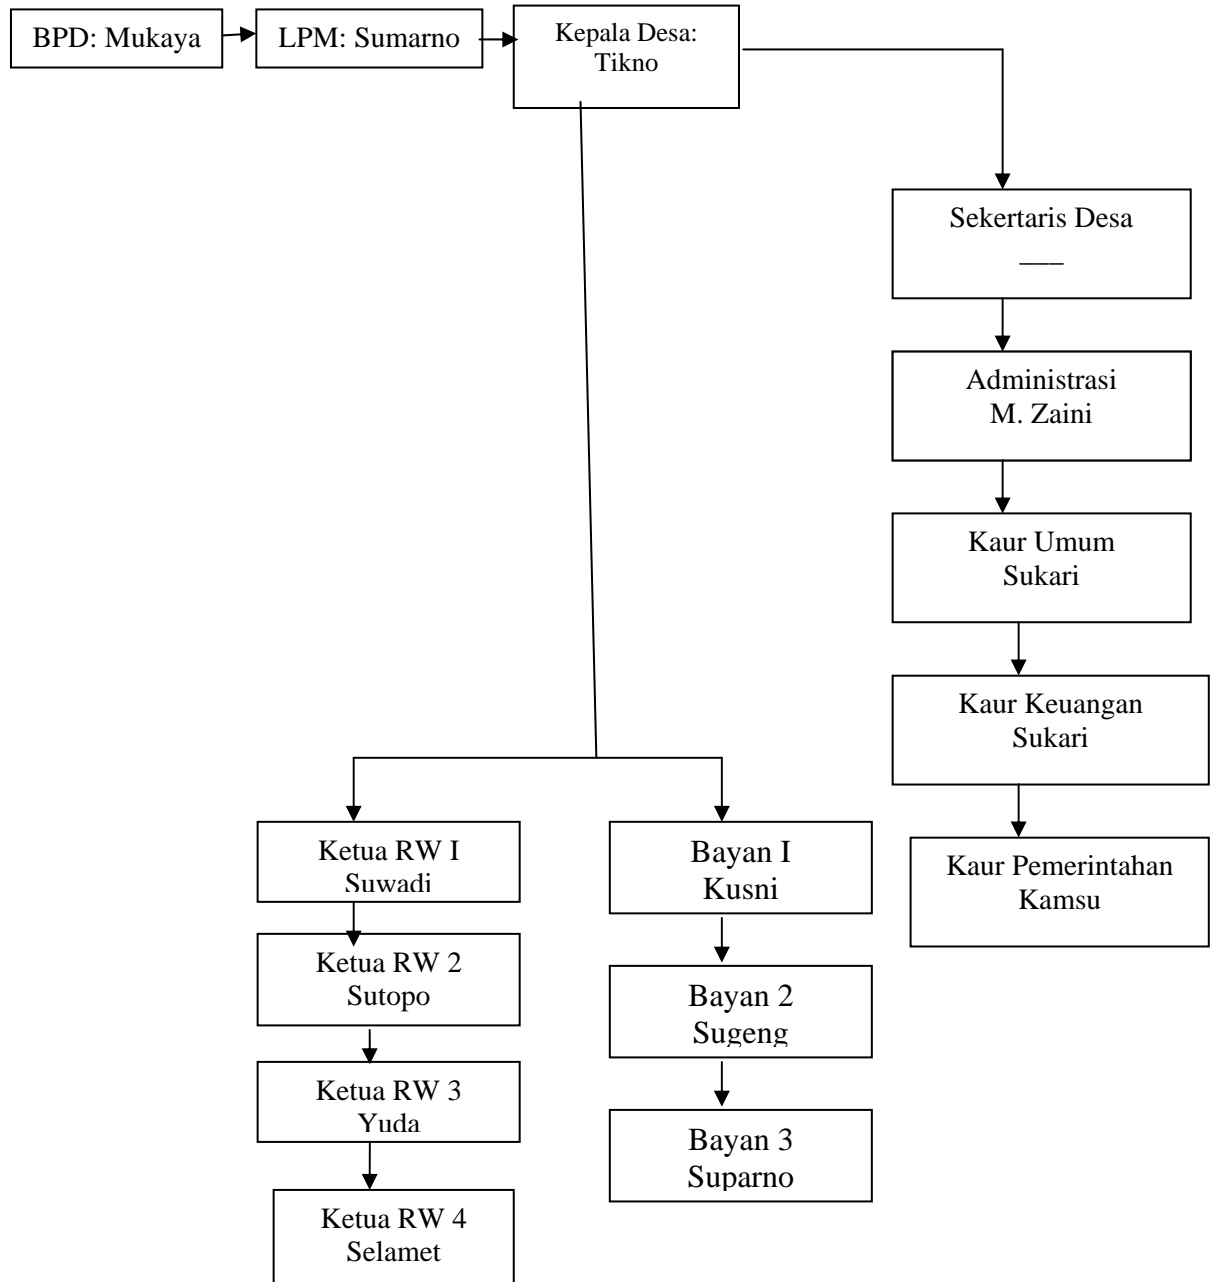 BPD: Mukaya
LPM: Sumarno
Kepala Desa:
Tikno
Sekertaris Desa
___
Administrasi
M. Zaini
Kaur Umum
Sukari
Kaur Keuangan
Sukari
Kaur Pemerintahan
Kamsu
Ketua RW I
Suwadi
Ketua RW 2
Sutopo
Ketua RW 3
Yuda
Ketua RW 4
Selamet
Bayan I
Kusni
Bayan 2
Sugeng
Bayan 3
Suparno